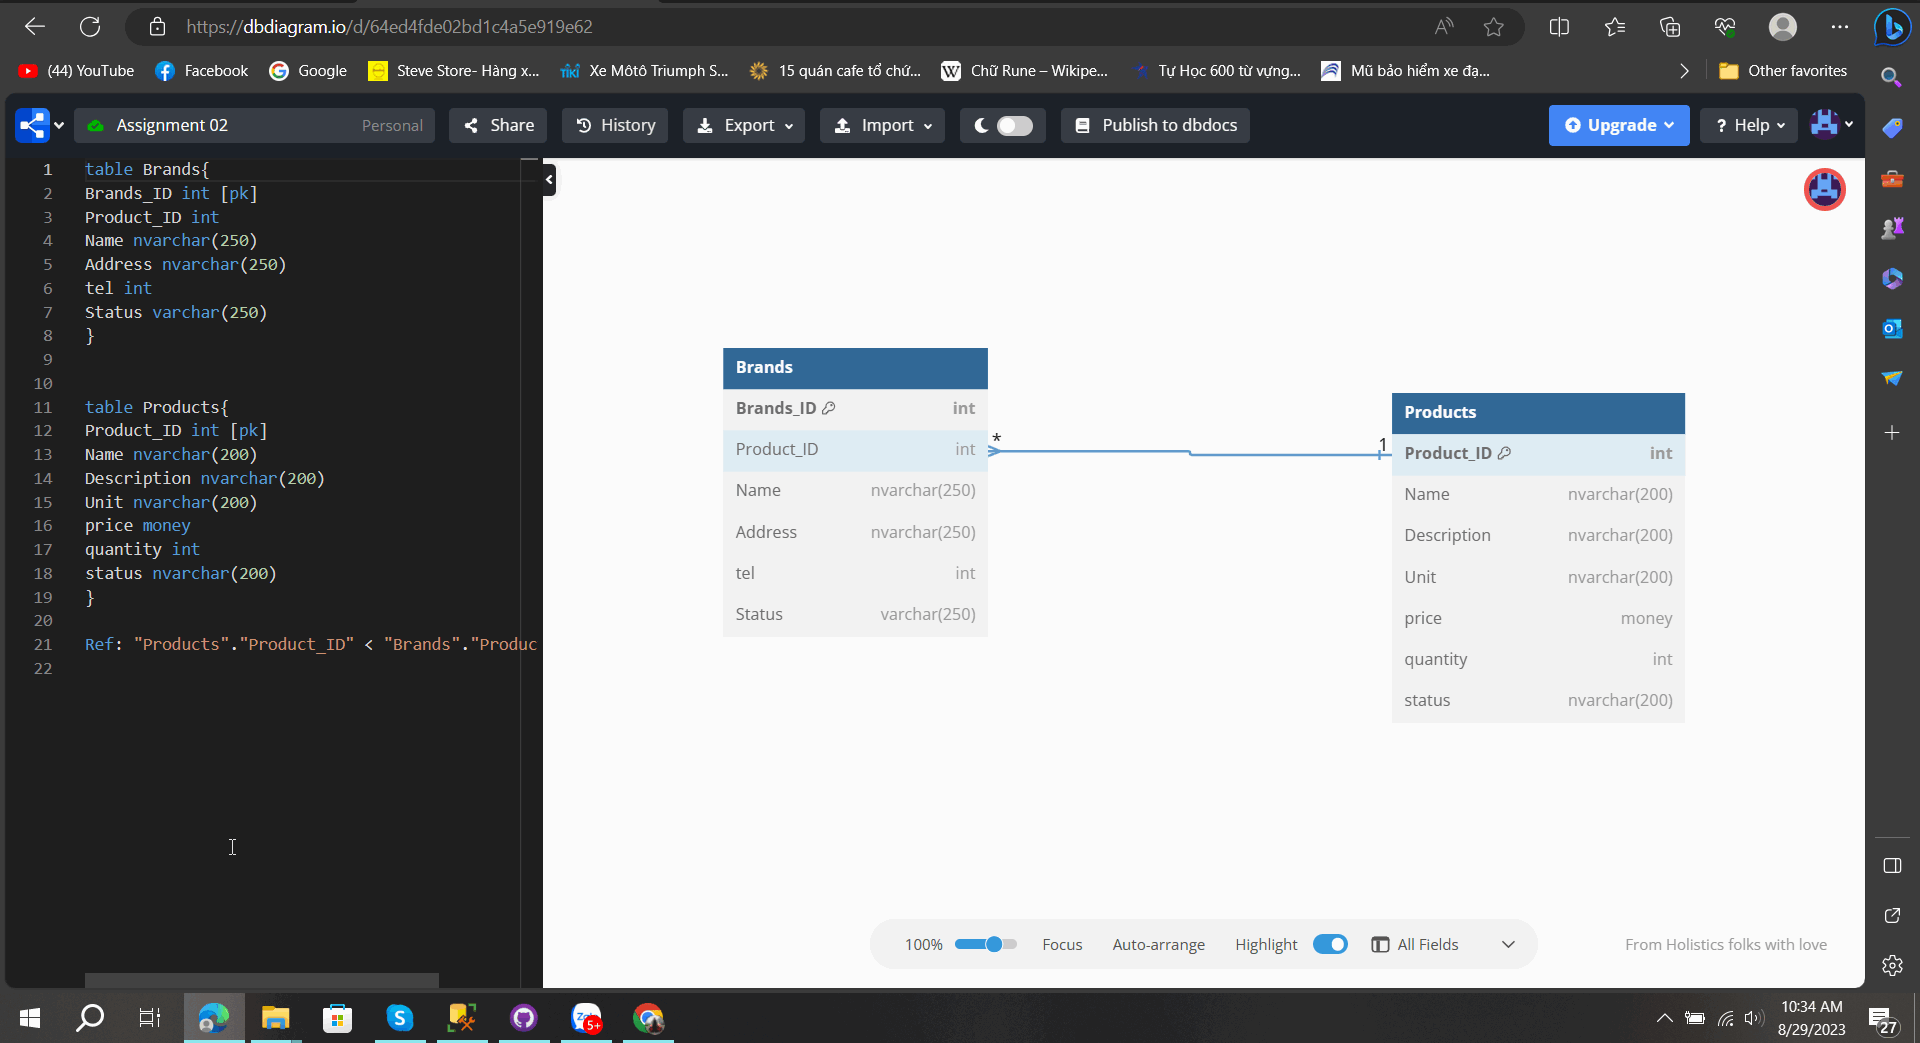 https://dbdiagram.io/d/64ed4fde02bd1c4a5e919e62
(44) YouTube
Facebook
Google
Steve Store- Hàng x...
Xe Môtô Triumph S...
15 quán cafe tổ chứ...
Chữ Rune – Wikipe...
Tự Học 600 từ vựng...
Mũ bảo hiểm xe đạ...
Other favorites
Assignment 02
Personal
Share
History
Export
Import
Publish to dbdocs
Upgrade
? Help
1 table Brands{
2 Brands_ID int [pk]
3 Product_ID int
4 Name nvarchar(250)
5 Address nvarchar(250)
6 tel int
7 Status varchar(250)
8 }
9
10
11 table Products{
12 Product_ID int [pk]
13 Name nvarchar(200)
14 Description nvarchar(200)
15 Unit nvarchar(200)
16 price money
17 quantity int
18 status nvarchar(200)
19 }
20
21 Ref: "Products"."Product_ID" < "Brands"."Produc
22
Brands
Brands_ID int
Product_ID int
Name nvarchar(250)
Address nvarchar(250)
tel int
Status varchar(250)
*
1
Products
Product_ID int
Name nvarchar(200)
Description nvarchar(200)
Unit nvarchar(200)
price money
quantity int
status nvarchar(200)
100%
Focus
Auto-arrange
Highlight
All Fields
From Holistics folks with love
5+
10:34 AM
8/29/2023
27